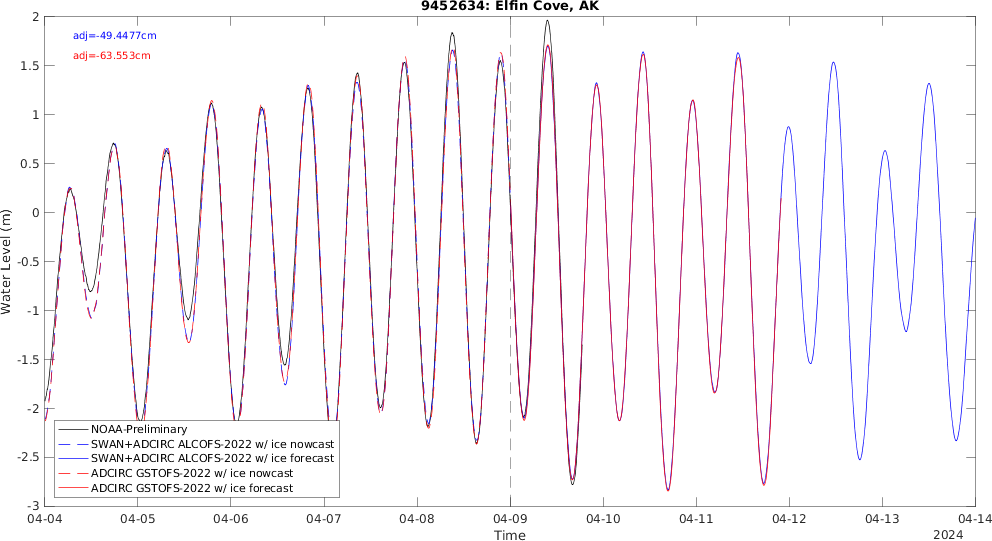 9452634: Elfin Cove, AK
adj=-49.4477cm
adj=-63.553cm
2
1.5
1
0.5
0
-0.5
-1
-1.5
-2
-2.5
-3
Water Level (m)
NOAA-Preliminary
SWAN+ADCIRC ALCOFS-2022 w/ ice nowcast
SWAN+ADCIRC ALCOFS-2022 w/ ice forecast
ADCIRC GSTOFS-2022 w/ ice nowcast
ADCIRC GSTOFS-2022 w/ ice forecast
04-04 04-05 04-06 04-07 04-08 04-09 04-10 04-11 04-12 04-13 04-14
Time
2024